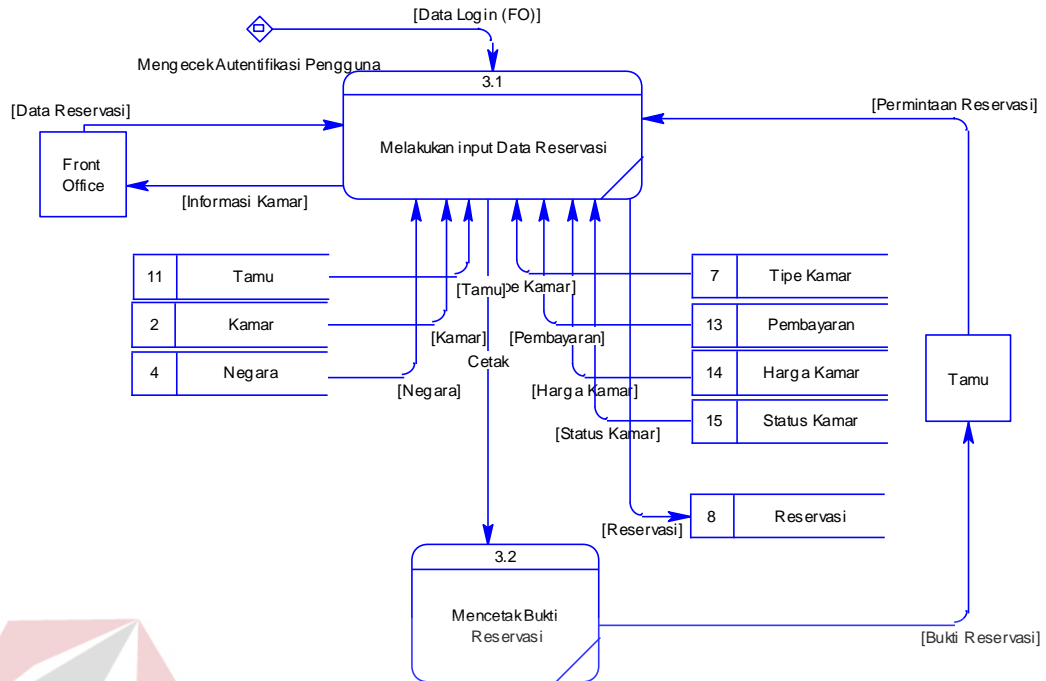 [Data Login (FO)]
Mengecek Autentifikasi Pengguna
3.1
[Data Reservasi]
[Permintaan Reservasi]
Melakukan input Data Reservasi
Front
Office
[Informasi Kamar]
11 Tamu
7 Tipe Kamar
[Tamu]
pe Kamar]
2 Kamar
13 Pembayaran
[Kamar]
[Pembayaran]
Cetak
4 Negara
14 Harga Kamar
Tamu
[Negara]
[Harga Kamar]
15 Status Kamar
[Status Kamar]
8 Reservasi
[Reservasi]
3.2
Mencetak Bukti
Reservasi
[Bukti Reservasi]